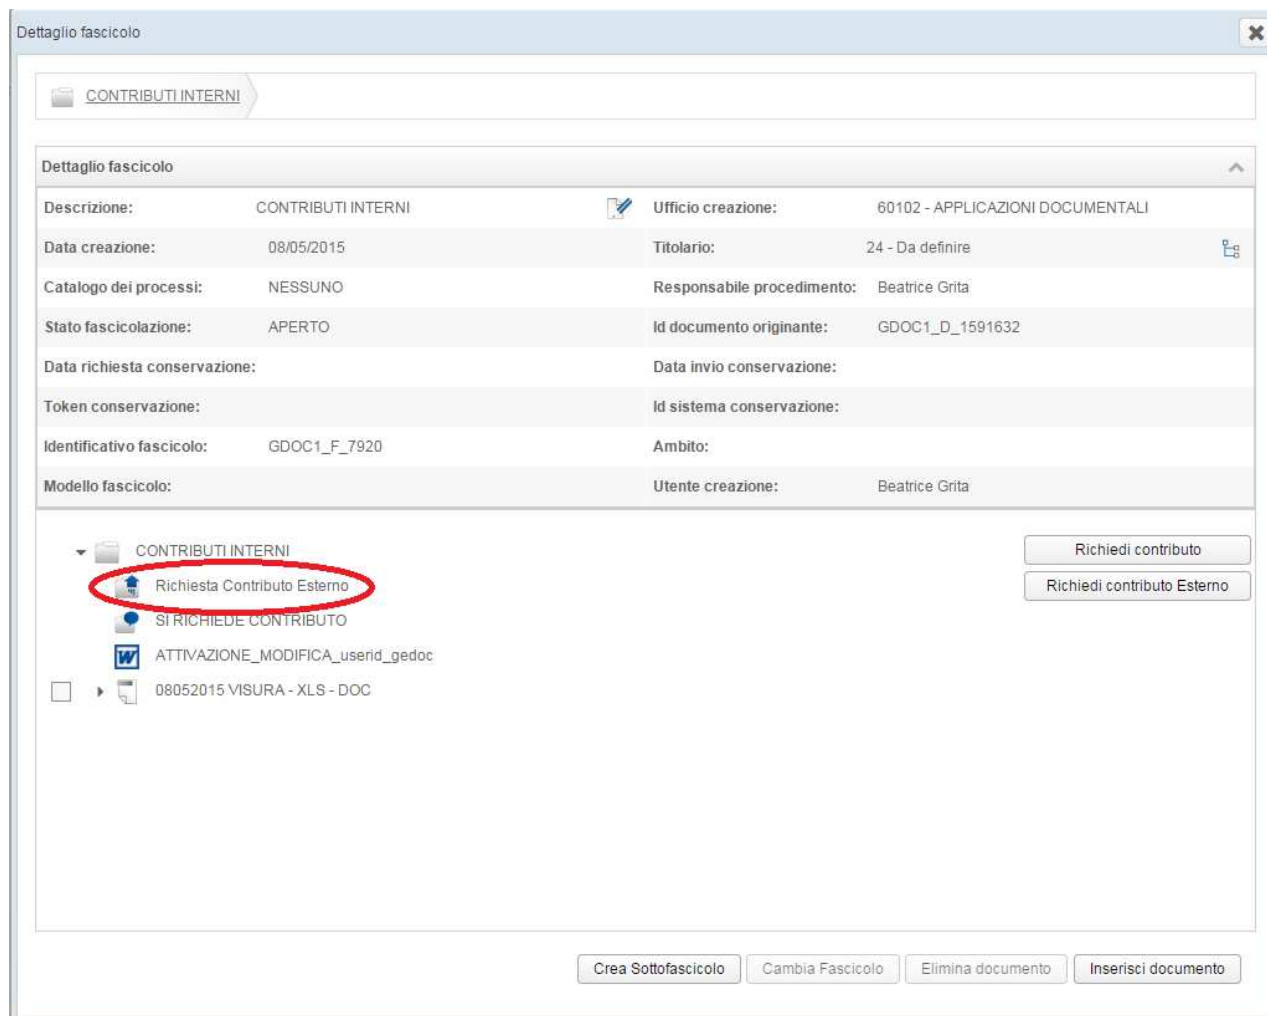 Dettaglio fascicolo
CONTRIBUTI INTERNI
Dettaglio fascicolo
Descrizione: CONTRIBUTI INTERNI Ufficio creazione: 60102 - APPLICAZIONI DOCUMENTALI
Data creazione: 08/05/2015 Titolario: 24 - Da definire
Catalogo dei processi: NESSUNO Responsabile procedimento: Beatrice Grita
Stato fascicolazione: APERTO Id documento originante: GDOC1_D_1591632
Data richiesta conservazione: Data invio conservazione:
Token conservazione: Id sistema conservazione:
Identificativo fascicolo: GDOC1_F_7920 Ambito:
Modello fascicolo: Utente creazione: Beatrice Grita
CONTRIBUTI INTERNI Richiedi contributo
Richiesta Contributo Esterno Richiedi contributo Esterno
SI RICHIEDE CONTRIBUTO
ATTIVAZIONE_MODIFICA_userid_gedoc
08052015 VISURA - XLS - DOC
Crea Sottofascicolo Cambia Fascicolo Elimina documento Inserisci documento